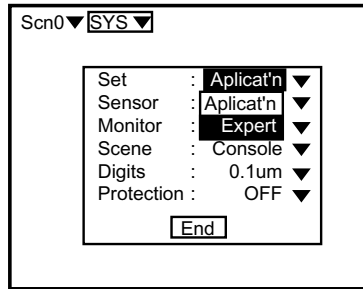 Scn0▼ SYS ▼
Set : Aplicat'n ▼
Sensor : Aplicat'n ▼
Monitor : Expert ▼
Scene : Console ▼
Digits : 0.1um ▼
Protection : OFF ▼
End